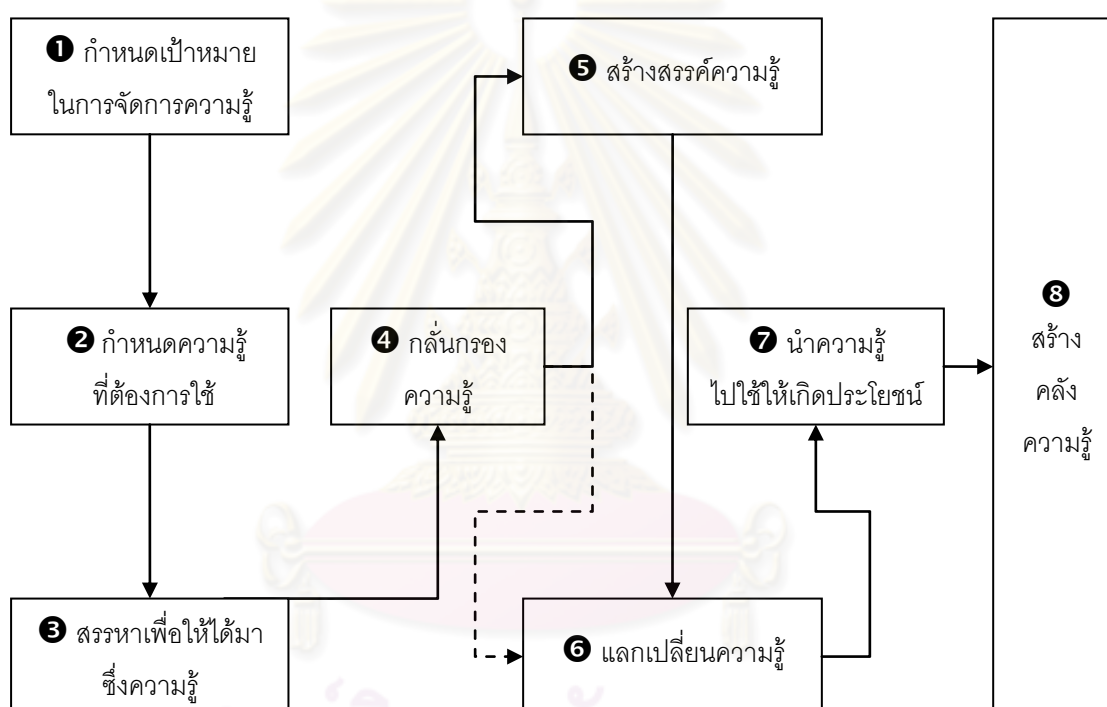 ❶ กำหนดเป้าหมาย
ในการจัดการความรู้
❷ กำหนดความรู้
ที่ต้องการใช้
❸ สรรหาเพื่อให้ได้มา
ซึ่งความรู้
❹ กลั่นกรอง
ความรู้
❺ สร้างสรรค์ความรู้
❻ แลกเปลี่ยนความรู้
❼ นำความรู้
ไปใช้ให้เกิดประโยชน์
❽
สร้าง
คลัง
ความรู้